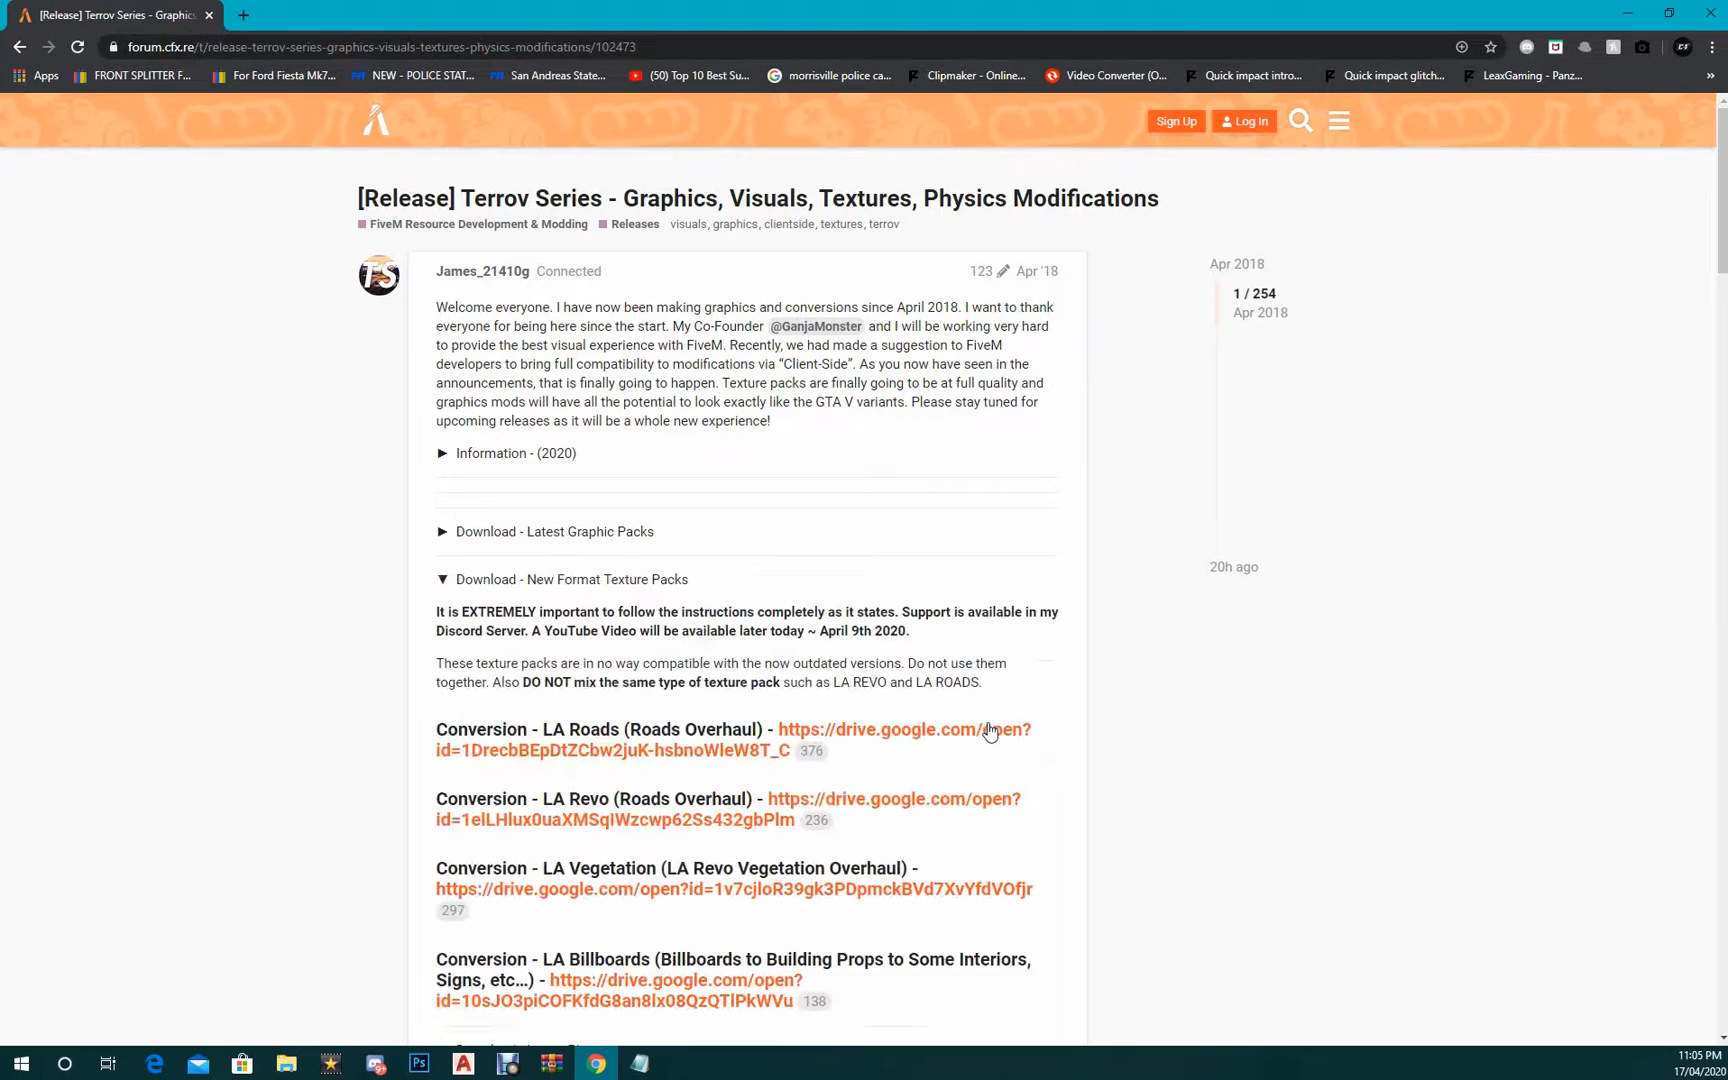 [Release] Terrov Series - Graphics
forum.cfx.re/t/release-terrov-series-graphics-visuals-textures-physics-modifications/102473
Apps
FRONT SPLITTER F...
For Ford Fiesta Mk7...
NEW - POLICE STAT...
San Andreas State...
(50) Top 10 Best Su...
morrisville police ca...
Clipmaker - Online...
Video Converter (O...
Quick impact intro...
Quick impact glitch...
LeaxGaming - Panz...
»
Sign Up
Log In
[Release] Terrov Series - Graphics, Visuals, Textures, Physics Modifications
FiveM Resource Development & Modding Releases visuals, graphics, clientside, textures, terrov
TS
James_21410g Connected
123 Apr '18
Welcome everyone. I have now been making graphics and conversions since April 2018. I want to thank
everyone for being here since the start. My Co-Founder @GanjaMonster and I will be working very hard
to provide the best visual experience with FiveM. Recently, we had made a suggestion to FiveM
developers to bring full compatibility to modifications via “Client-Side”. As you now have seen in the
announcements, that is finally going to happen. Texture packs are finally going to be at full quality and
graphics mods will have all the potential to look exactly like the GTA V variants. Please stay tuned for
upcoming releases as it will be a whole new experience!
Information - (2020)
Download - Latest Graphic Packs
Download - New Format Texture Packs
It is EXTREMELY important to follow the instructions completely as it states. Support is available in my
Discord Server. A YouTube Video will be available later today ~ April 9th 2020.
These texture packs are in no way compatible with the now outdated versions. Do not use them
together. Also DO NOT mix the same type of texture pack such as LA REVO and LA ROADS.
Conversion - LA Roads (Roads Overhaul) - https://drive.google.com/open?
id=1DrecbBEpDtZCbw2juK-hsbnoWleW8T_C 376
Conversion - LA Revo (Roads Overhaul) - https://drive.google.com/open?
id=1elLHlux0uaXMSqIWzcwp62Ss432gbPlm 236
Conversion - LA Vegetation (LA Revo Vegetation Overhaul) -
https://drive.google.com/open?id=1v7cjloR39gk3PDpmckBVd7XvYfdVOfjr
297
Conversion - LA Billboards (Billboards to Building Props to Some Interiors,
Signs, etc...) - https://drive.google.com/open?
id=10sJO3piCOFKfdG8an8lx08QzQTlPkWVu 138
Apr 2018
1 / 254
Apr 2018
20h ago
Ps
11:05 PM
17/04/2020